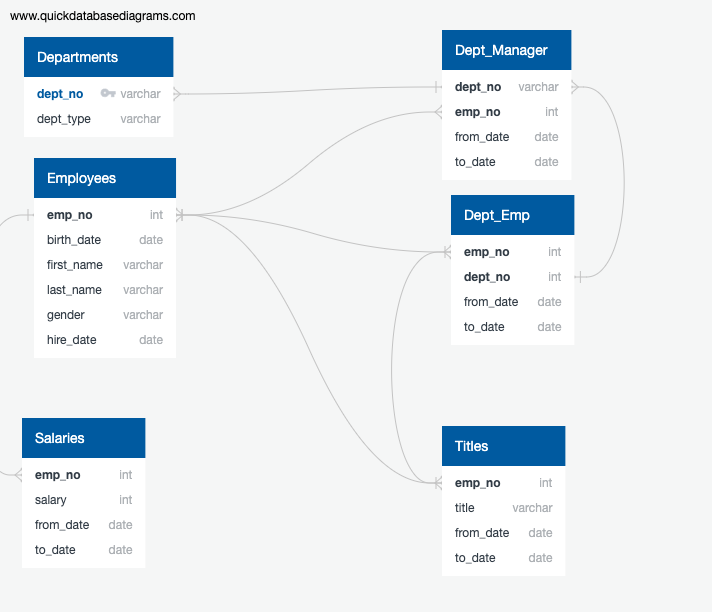 www.quickdatabasediagrams.com
Departments
dept_no varchar
dept_type varchar
Employees
emp_no int
birth_date date
first_name varchar
last_name varchar
gender varchar
hire_date date
Salaries
emp_no int
salary int
from_date date
to_date date
Dept_Manager
dept_no varchar
emp_no int
from_date date
to_date date
Dept_Emp
emp_no int
dept_no int
from_date date
to_date date
Titles
emp_no int
title varchar
from_date date
to_date date